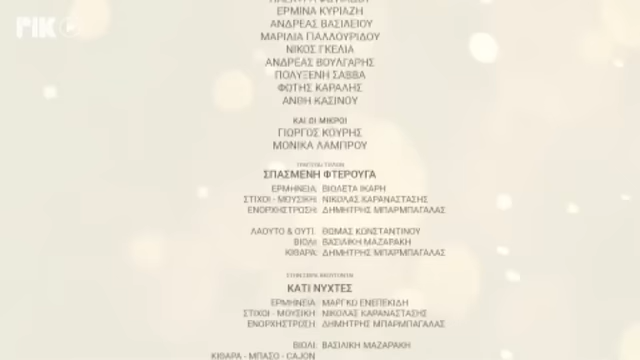 ΡΙΚ
ΕΡΜΙΝΑ ΚΥΡΙΑΖΗ
ΑΝΔΡΕΑΣ ΒΑΣΙΛΕΙΟΥ
ΜΑΡΙΛΙΑ ΓΙΑΛΛΟΥΡΙΔΟΥ
ΝΙΚΟΣ ΓΚΕΛΙΑ
ΑΝΔΡΕΑΣ ΒΟΥΛΓΑΡΗΣ
ΠΟΛΥΞΕΝΗ ΣΑΒΒΑ
ΦΩΤΗΣ ΚΑΡΑΛΗΣ
ΑΝΘΗ ΚΑΣΙΝΟΥ
ΚΑΙ ΟΙ ΜΙΚΡΟΙ
ΓΙΩΡΓΟΣ ΚΟΥΡΗΣ
ΜΟΝΙΚΑ ΛΑΜΠΡΟΥ
ΣΠΑΣΜΕΝΗ ΦΤΕΡΟΥΓΑ
ΕΡΜΗΝΕΙΑ: ΒΙΟΛΕΤΑ ΙΚΑΡΗ
ΣΤΙΧΟΙ - ΜΟΥΣΙΚΗ: ΝΙΚΟΛΑΣ ΚΑΡΑΝΑΣΤΑΣΗΣ
ΕΝΟΡΧΗΣΤΡΩΣΗ: ΔΗΜΗΤΡΗΣ ΜΠΑΡΜΠΑΓΑΛΑΣ
ΛΑΟΥΤΟ & ΟΥΤΙ: ΘΩΜΑΣ ΚΩΝΣΤΑΝΤΙΝΟΥ
ΒΙΟΛΙ: ΒΑΣΙΛΙΚΗ ΜΑΖΑΡΑΚΗ
ΚΙΘΑΡΑ: ΔΗΜΗΤΡΗΣ ΜΠΑΡΜΠΑΓΑΛΑΣ
ΚΑΤΙ ΝΥΧΤΕΣ
ΕΡΜΗΝΕΙΑ: ΜΑΡΓΚΩ ΕΝΕΠΕΚΙΔΗ
ΣΤΙΧΟΙ - ΜΟΥΣΙΚΗ: ΝΙΚΟΛΑΣ ΚΑΡΑΝΑΣΤΑΣΗΣ
ΕΝΟΡΧΗΣΤΡΩΣΗ: ΔΗΜΗΤΡΗΣ ΜΠΑΡΜΠΑΓΑΛΑΣ
ΒΙΟΛΙ: ΒΑΣΙΛΙΚΗ ΜΑΖΑΡΑΚΗ
ΚΙΘΑΡΑ - ΜΠΑΣΟ - CAJON